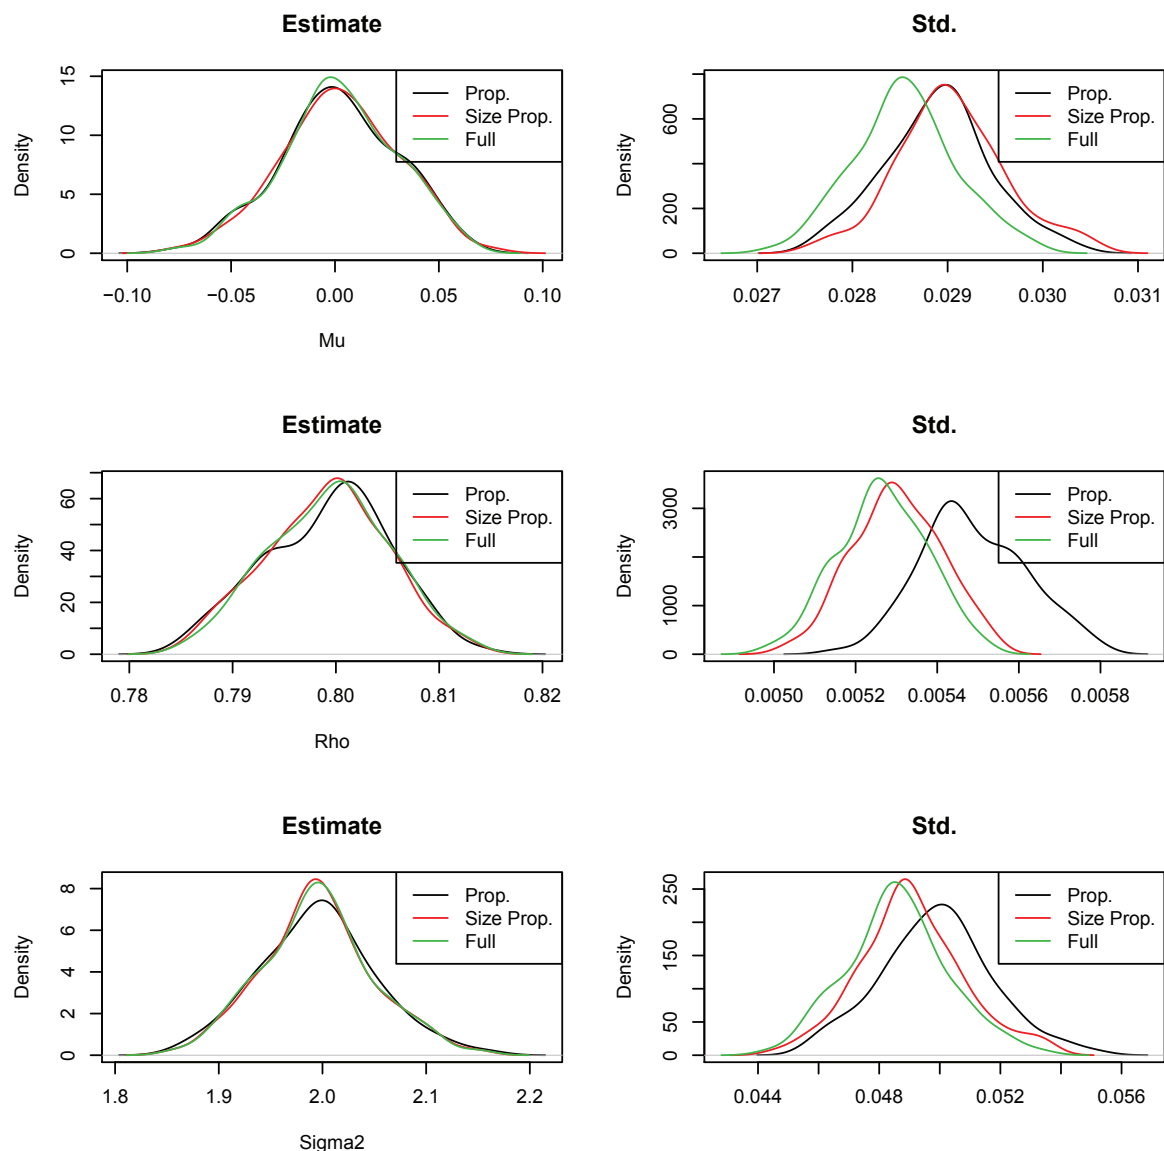 Estimate
Density
15
10
5
0
Prop.
Size Prop.
Full
−0.10 −0.05 0.00 0.05 0.10
Mu
Std.
Density
600
200
0
Prop.
Size Prop.
Full
0.027 0.028 0.029 0.030 0.031
Estimate
Density
60
40
20
0
Prop.
Size Prop.
Full
0.78 0.79 0.80 0.81 0.82
Rho
Std.
Density
3000
1000
0
Prop.
Size Prop.
Full
0.0050 0.0052 0.0054 0.0056 0.0058
Estimate
Density
8
6
4
2
0
Prop.
Size Prop.
Full
1.8 1.9 2.0 2.1 2.2
Sigma2
Std.
Density
250
150
50
0
Prop.
Size Prop.
Full
0.044 0.048 0.052 0.056